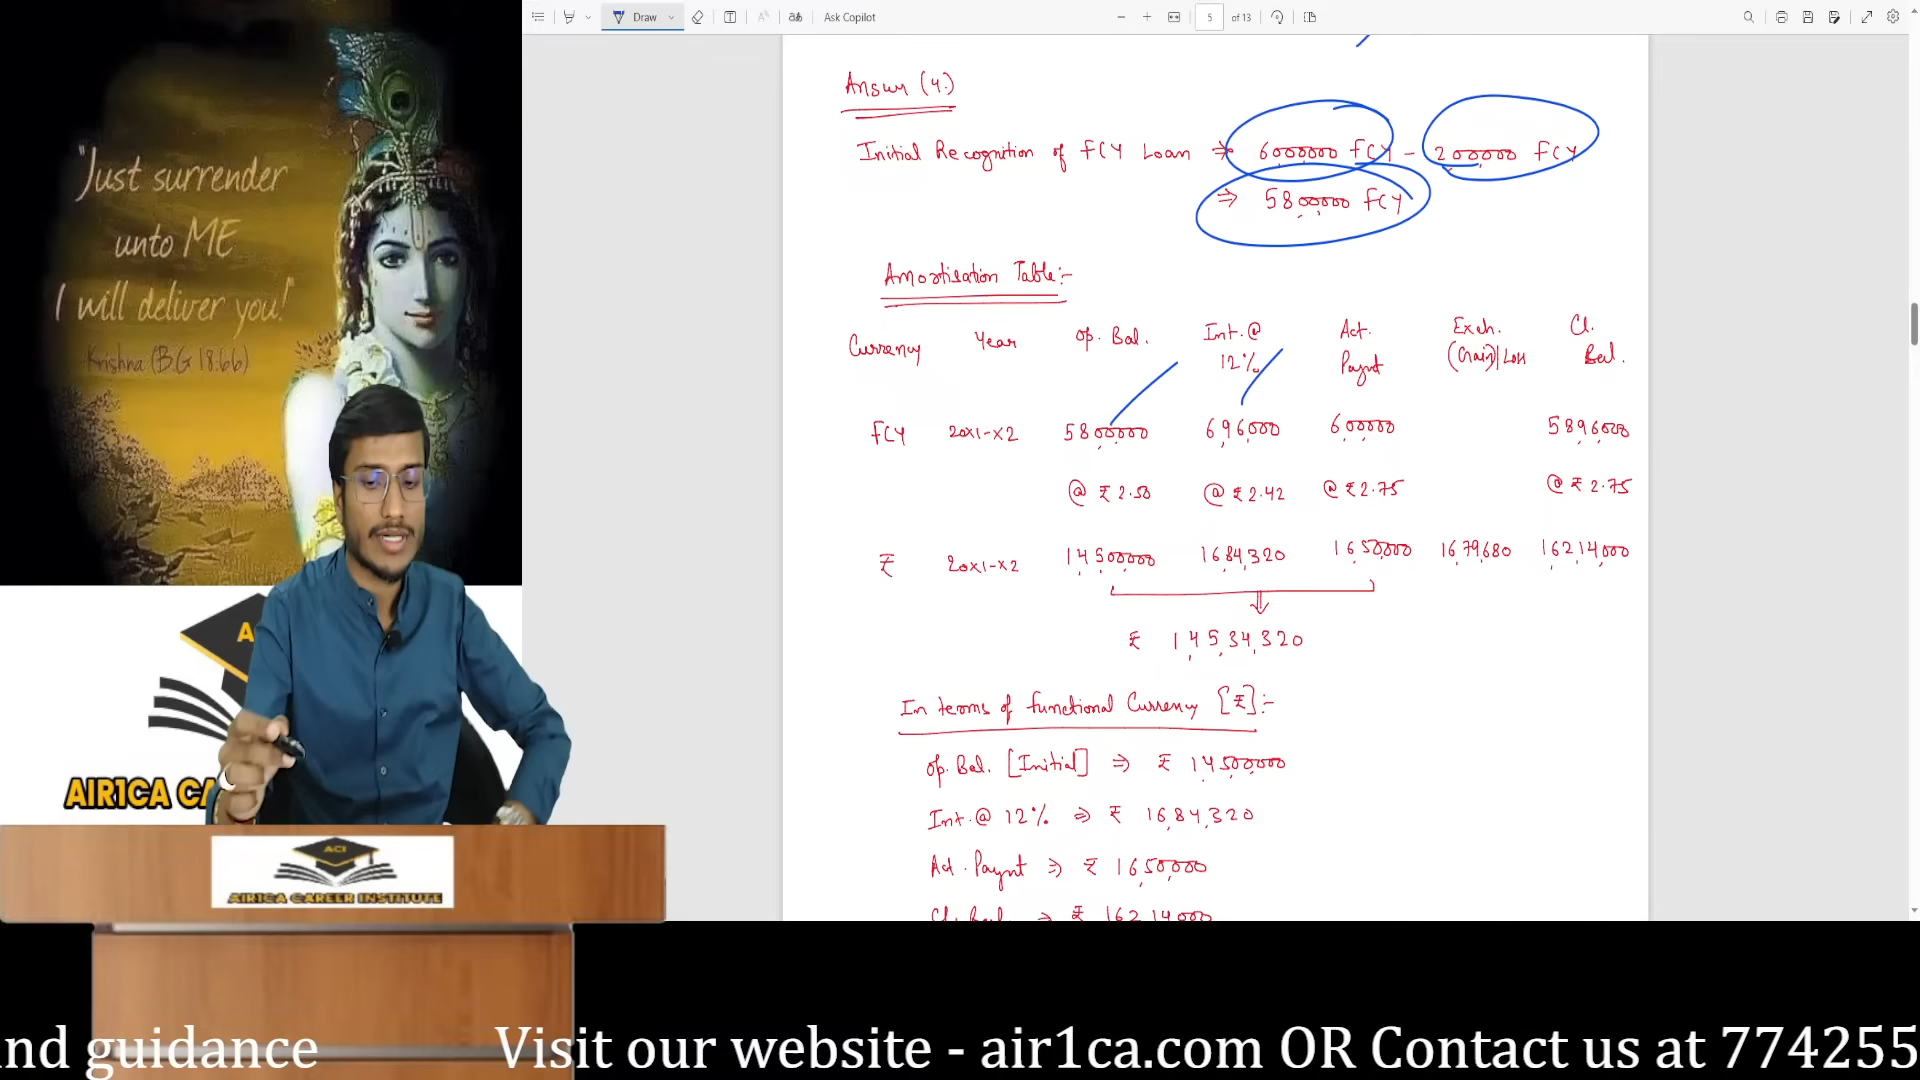 Draw
Ask Copilot
5
of 13
"Just surrender
unto ME
I will deliver you!"
Krishna (B.G 18.66)
Answer (4.)
Initial Recognition of FCY Loan ⇒ 6000000 FCY - 200000 FCY
⇒ 5800000 FCY
Amortisation Table:-
Currency Year Op. Bal. Int.@ 12% Act. Paymt Exch. (Gain)/Loss Cl. Bal.
FCY 20X1-X2 5800000 696000 600000 5896000
@ ₹ 2.50 @ ₹ 2.42 @ ₹ 2.75 @ ₹ 2.75
₹ 20X1-X2 14500000 1684320 1650000 1679680 16214000
₹ 14534320
In terms of functional Currency [₹]:-
Op. Bal. [Initial] ⇒ ₹ 14500000
Int.@ 12% ⇒ ₹ 1684320
Act. Paymt ⇒ ₹ 1650000
Cl. Bal. ⇒ ₹ 16214000
AIR1CA CA
ACI
AIR1CA CAREER INSTITUTE
nd guidance Visit our website - air1ca.com OR Contact us at 774255